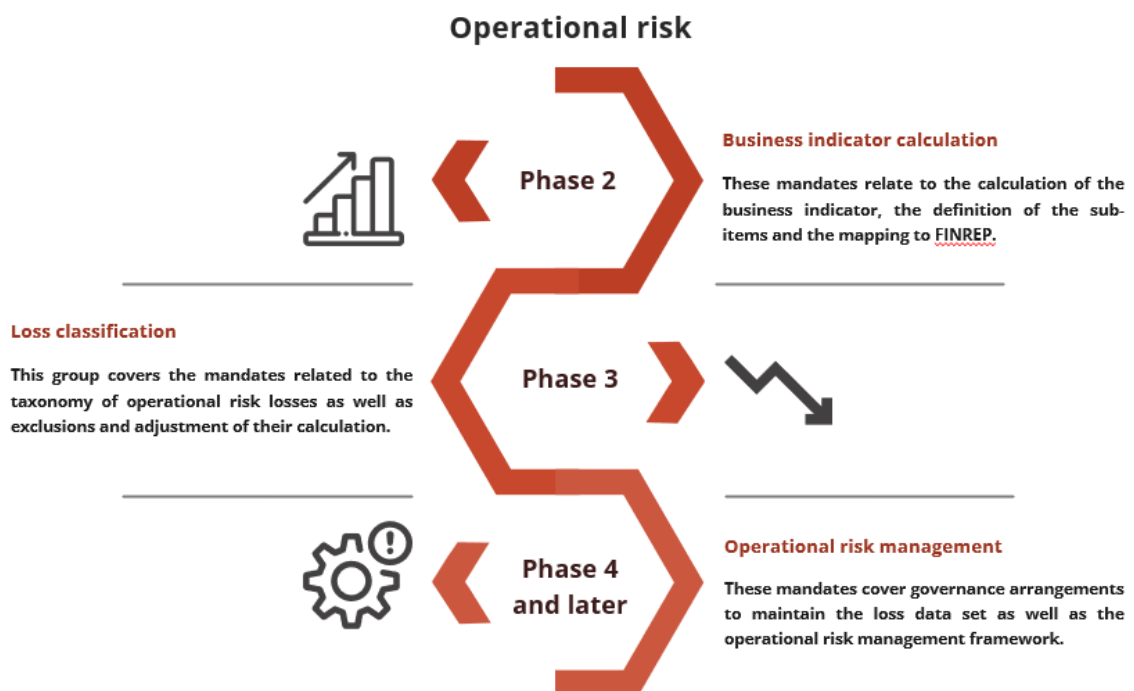 Operational risk
Phase 2
Business indicator calculation
These mandates relate to the calculation of the
business indicator, the definition of the sub-
items and the mapping to FINREP.
Loss classification
This group covers the mandates related to the
taxonomy of operational risk losses as well as
exclusions and adjustment of their calculation.
Phase 3
Phase 4
and later
Operational risk management
These mandates cover governance arrangements
to maintain the loss data set as well as the
operational risk management framework.